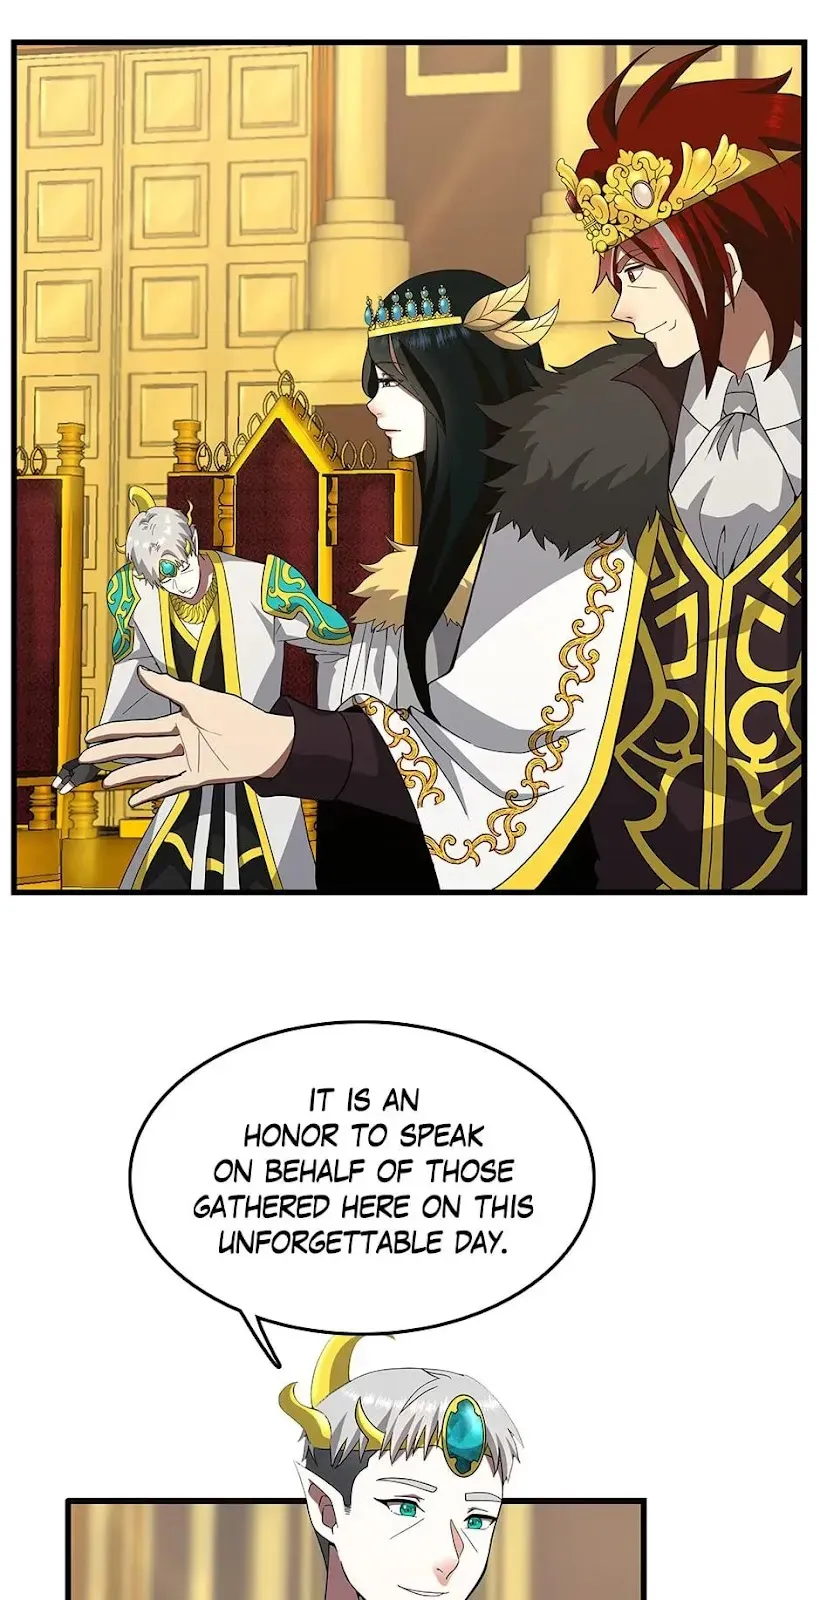 IT IS AN
HONOR TO SPEAK
ON BEHALF OF THOSE
GATHERED HERE ON THIS
UNFORGETTABLE DAY.